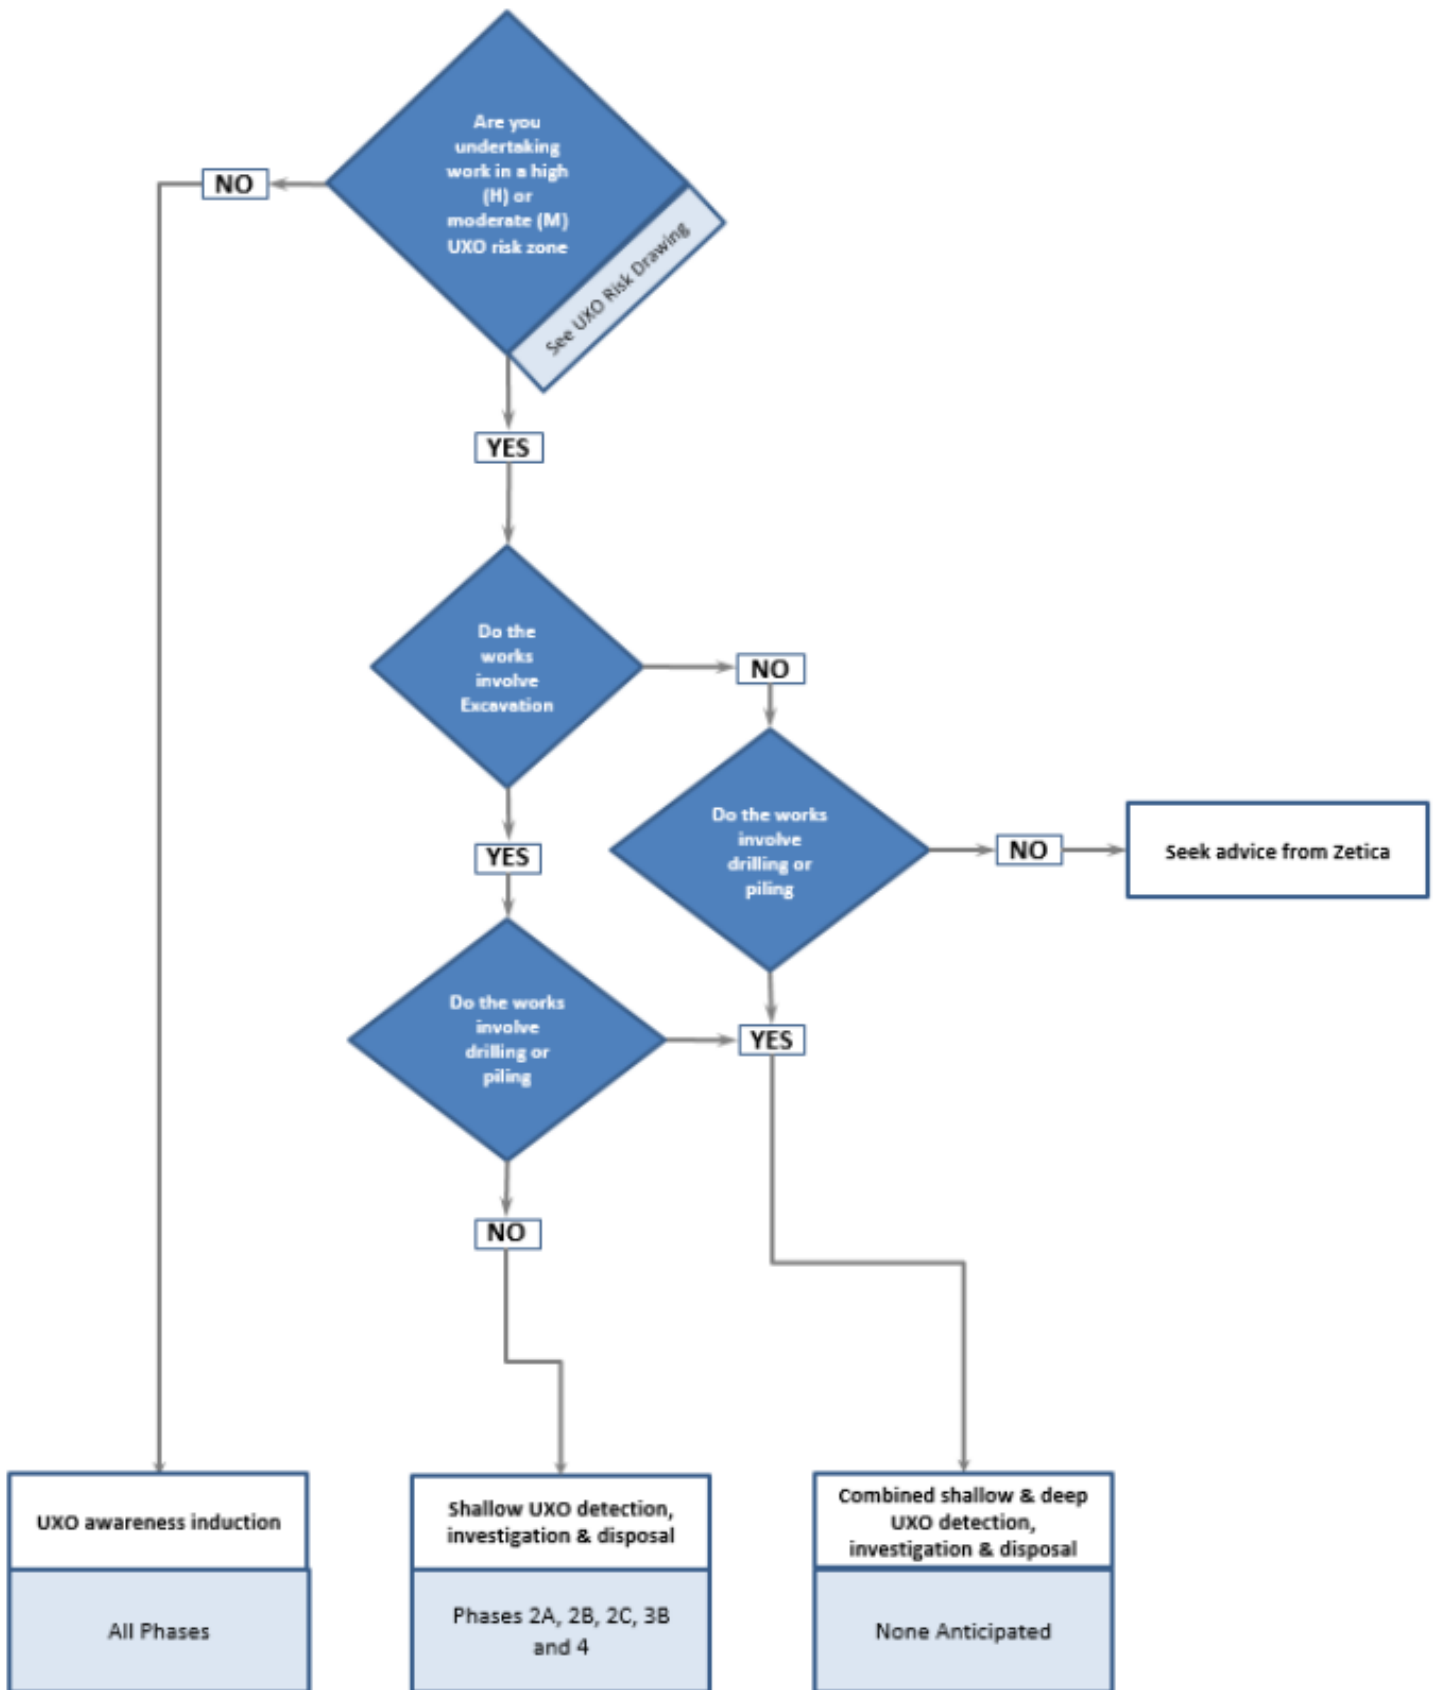 Are you
undertaking
work in a high
(H) or
moderate (M)
UXO risk zone
NO
See UXO Risk Drawing
YES
Do the
works
involve
Excavation
NO
Do the works
involve
drilling or
piling
NO
Seek advice from Zetica
YES
Do the works
involve
drilling or
piling
YES
NO
UXO awareness induction
All Phases
Shallow UXO detection,
investigation & disposal
Phases 2A, 2B, 2C, 3B
and 4
Combined shallow & deep
UXO detection,
investigation & disposal
None Anticipated